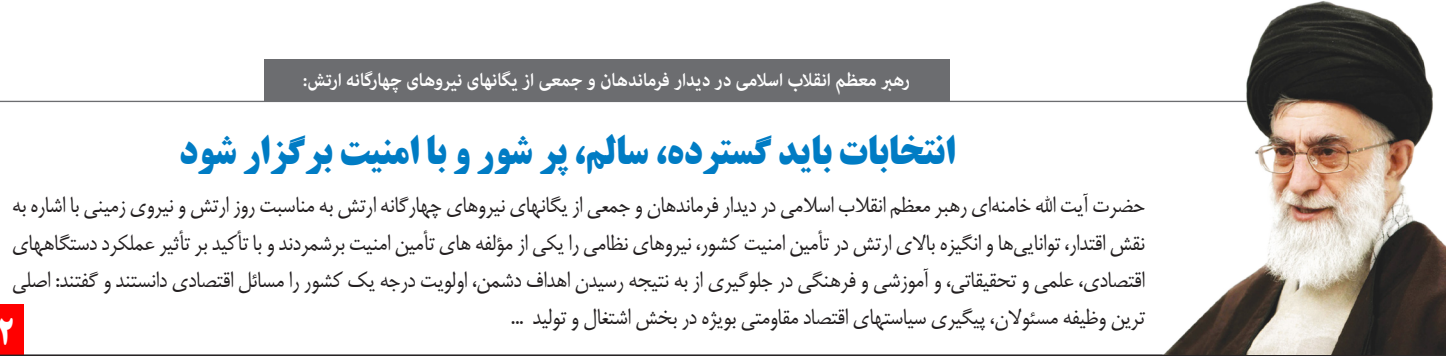 رهبر معظم انقلاب اسلامی در دیدار فرماندهان و جمعی از یگانهای نیروهای چهارگانه ارتش:
انتخابات باید گسترده، سالم، پر شور و با امنیت برگزار شود
حضرت آیت الله خامنه‌ای رهبر معظم انقلاب اسلامی در دیدار فرماندهان و جمعی از یگانهای نیروهای چهارگانه ارتش به مناسبت روز ارتش و نیروی زمینی با اشاره به
نقش اقتدار، توانایی‌ها و انگیزه بالای ارتش در تأمین امنیت کشور، نیروهای نظامی را یکی از مؤلفه های تأمین امنیت برشمردند و با تأکید بر تأثیر عملکرد دستگاههای
اقتصادی، علمی و تحقیقاتی، و آموزشی و فرهنگی در جلوگیری از به نتیجه رسیدن اهداف دشمن، اولویت درجه یک کشور را مسائل اقتصادی دانستند و گفتند: اصلی
ترین وظیفه مسئولان، پیگیری سیاستهای اقتصاد مقاومتی بویژه در بخش اشتغال و تولید ...
۲